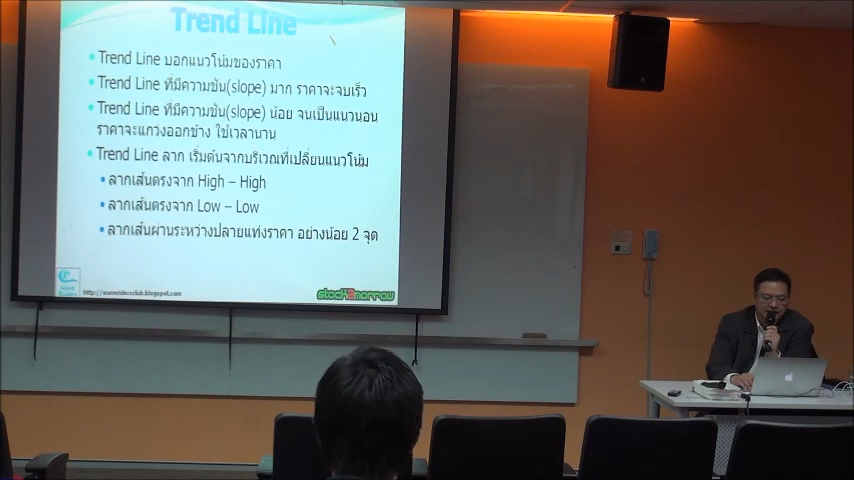 Trend Line
• Trend Line บอกแนวโน้มของราคา
• Trend Line ที่มีความชัน(slope) มาก ราคาจะจบเร็ว
• Trend Line ที่มีความชัน(slope) น้อย จนเป็นแนวนอน
ราคาจะแกว่งออกข้าง ใช้เวลานาน
• Trend Line ลาก เริ่มต้นจากบริเวณที่เปลี่ยนแนวโน้ม
• ลากเส้นตรงจาก High – High
• ลากเส้นตรงจาก Low – Low
• ลากเส้นผ่านระหว่างปลายแท่งราคา อย่างน้อย 2 จุด
http://waveridersclub.blogspot.com
stock2morrow